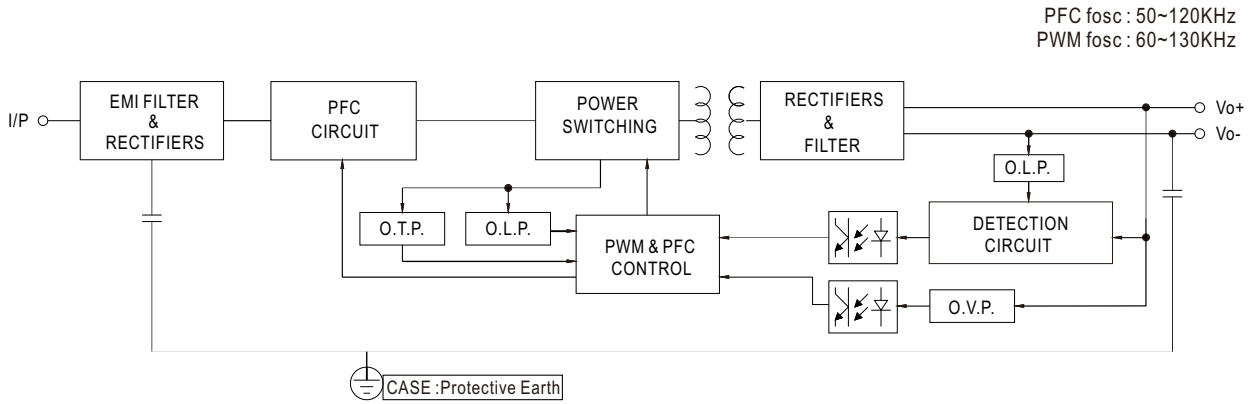 PFC fosc : 50~120KHz
PWM fosc : 60~130KHz
I/P
EMI FILTER
&
RECTIFIERS
PFC
CIRCUIT
POWER
SWITCHING
RECTIFIERS
&
FILTER
Vo+
Vo-
O.L.P.
O.T.P.
O.L.P.
PWM & PFC
CONTROL
DETECTION
CIRCUIT
O.V.P.
CASE :Protective Earth